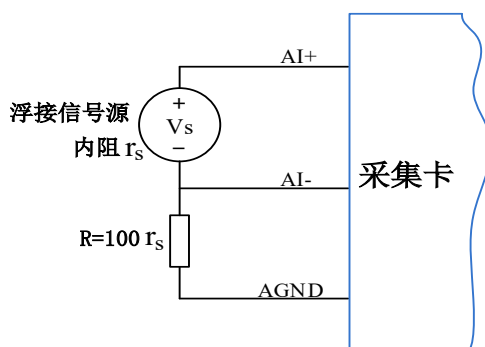 AI+
浮接信号源
内阻 rs
+
Vs
−
AI-
采集卡
R=100 rs
AGND